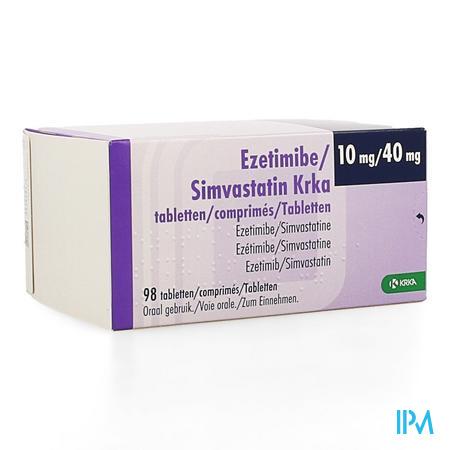 Ezetimibe/
Simvastatin Krka
10 mg/40 mg
tabletten/comprimés/Tabletten
Ezetimibe/Simvastatine
Ezétimibe/Simvastatine
Ezetimib/Simvastatin
98 tabletten/comprimés/Tabletten
Oraal gebruik./Voie orale./Zum Einnehmen.
KRKA
IPM